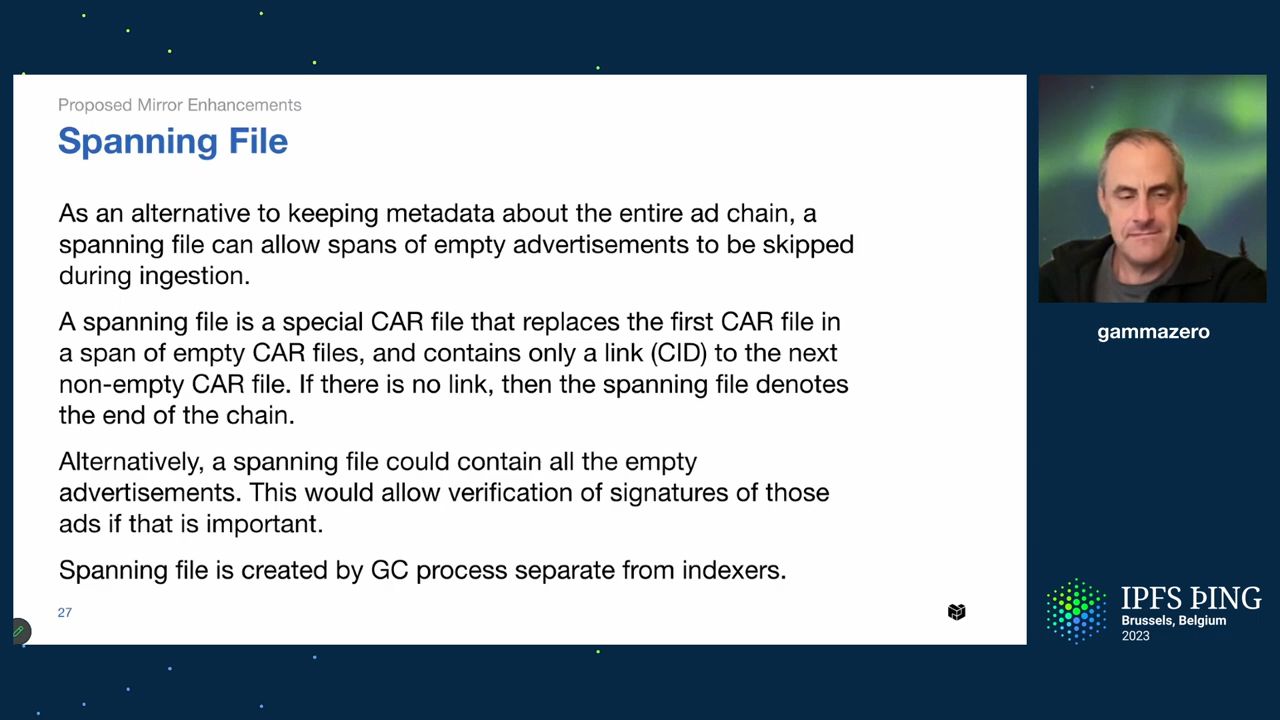 Proposed Mirror Enhancements
Spanning File
As an alternative to keeping metadata about the entire ad chain, a
spanning file can allow spans of empty advertisements to be skipped
during ingestion.
A spanning file is a special CAR file that replaces the first CAR file in
a span of empty CAR files, and contains only a link (CID) to the next
non-empty CAR file. If there is no link, then the spanning file denotes
the end of the chain.
Alternatively, a spanning file could contain all the empty
advertisements. This would allow verification of signatures of those
ads if that is important.
Spanning file is created by GC process separate from indexers.
27
gammazero
IPFS ÞING
Brussels, Belgium
2023